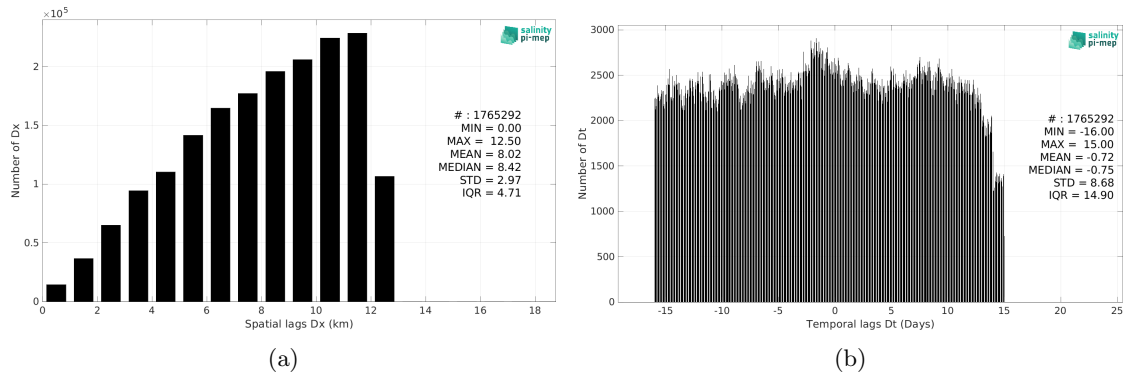 ×10⁵
2
1.5
1
0.5
0
Number of Dx
0 2 4 6 8 10 12 14 16 18
Spatial lags Dx (km)
salinity
pi-mep
# : 1765292
MIN = 0.00
MAX = 12.50
MEAN = 8.02
MEDIAN = 8.42
STD = 2.97
IQR = 4.71
(a)
3000
2500
2000
1500
1000
500
0
Number of Dt
-15 -10 -5 0 5 10 15 20 25
Temporal lags Dt (Days)
salinity
pi-mep
# : 1765292
MIN = -16.00
MAX = 15.00
MEAN = -0.72
MEDIAN = -0.75
STD = 8.68
IQR = 14.90
(b)